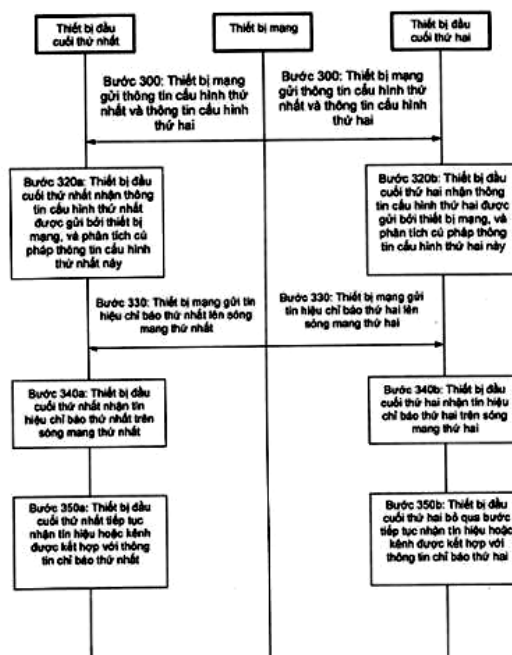 Thiết bị đầu
cuối thứ nhất
Thiết bị mạng
Thiết bị đầu
cuối thứ hai
Bước 300: Thiết bị mạng
gửi thông tin cấu hình thứ
nhất và thông tin cấu hình
thứ hai
Bước 300: Thiết bị mạng
gửi thông tin cấu hình thứ
nhất và thông tin cấu hình
thứ hai
Bước 320a: Thiết bị đầu
cuối thứ nhất nhận thông
tin cấu hình thứ nhất
được gửi bởi thiết bị
mạng, và phân tích cú
pháp thông tin cấu hình
thứ nhất này
Bước 320b: Thiết bị đầu
cuối thứ hai nhận thông
tin cấu hình thứ hai được
gửi bởi thiết bị mạng, và
phân tích cú pháp thông
tin cấu hình thứ hai này
Bước 330: Thiết bị mạng gửi tín
hiệu chỉ báo thứ nhất lên sóng
mang thứ nhất
Bước 330: Thiết bị mạng gửi
tín hiệu chỉ báo thứ hai lên
sóng mang thứ hai
Bước 340a: Thiết bị đầu
cuối thứ nhất nhận tín
hiệu chỉ báo thứ nhất trên
sóng mang thứ nhất
Bước 340b: Thiết bị đầu
cuối thứ hai nhận tín hiệu
chỉ báo thứ hai trên sóng
mang thứ hai
Bước 350a: Thiết bị đầu
cuối thứ nhất tiếp tục
nhận tín hiệu hoặc kênh
được kết hợp với thông
tin chỉ báo thứ nhất
Bước 350b: Thiết bị đầu
cuối thứ hai bỏ qua bước
tiếp tục nhận tín hiệu hoặc
kênh được kết hợp với
thông tin chỉ báo thứ hai